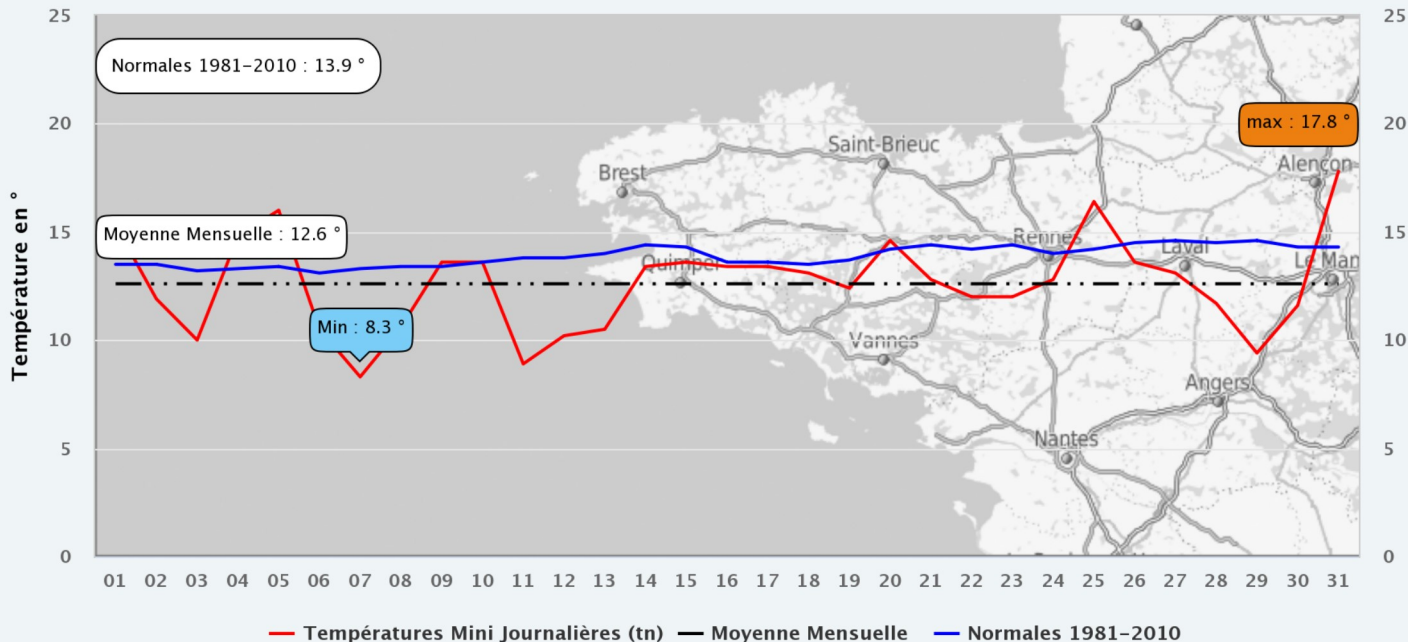 25 25
Normales 1981-2010 : 13.9 °
20 max : 17.8 ° 20
Saint-Brieuc
Alençon
Brest
15 Moyenne Mensuelle : 12.6 ° 15
Rennes
Laval
Quimper
Le Man
Température en °
Min : 8.3 °
10 Vannes 10
Angers
5 5
Nantes
0 0
01 02 03 04 05 06 07 08 09 10 11 12 13 14 15 16 17 18 19 20 21 22 23 24 25 26 27 28 29 30 31
Températures Mini Journalières (tn) Moyenne Mensuelle Normales 1981-2010